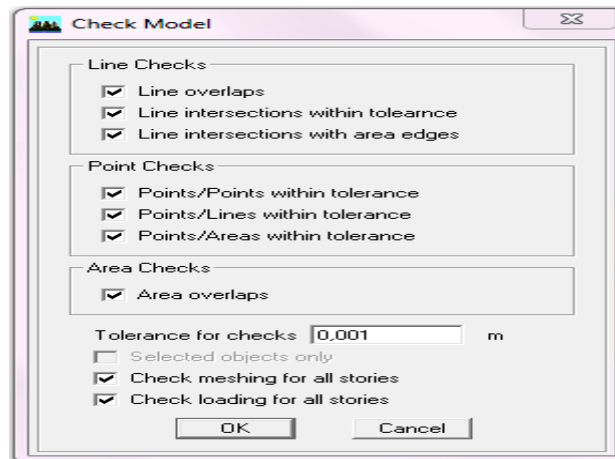 Check Model
Line Checks
Line overlaps
Line intersections within tolearnce
Line intersections with area edges
Point Checks
Points/Points within tolerance
Points/Lines within tolerance
Points/Areas within tolerance
Area Checks
Area overlaps
Tolerance for checks 0,001 m
Selected objects only
Check meshing for all stories
Check loading for all stories
OK Cancel